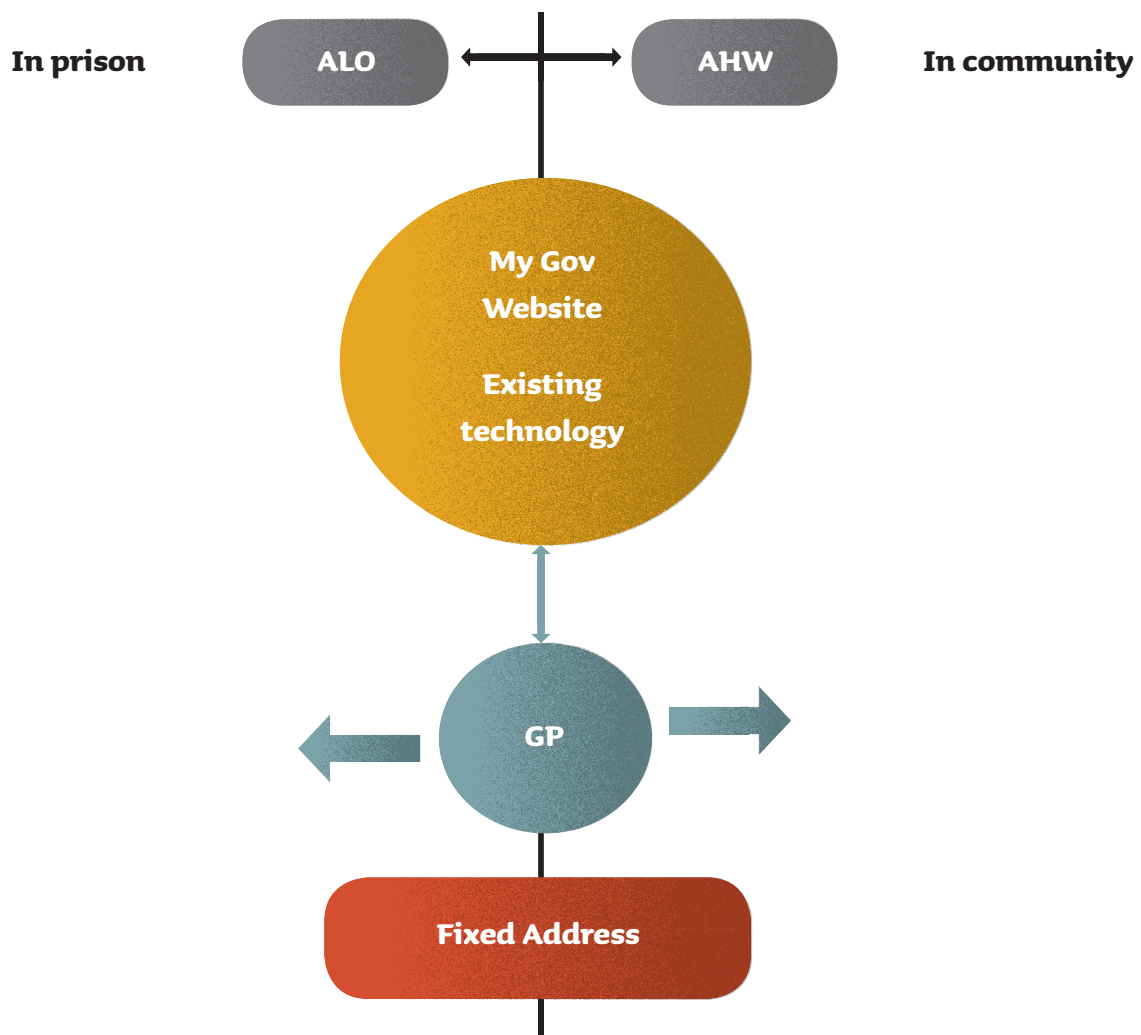 In prison
ALO
AHW
In community
My Gov
Website
Existing
technology
GP
Fixed Address